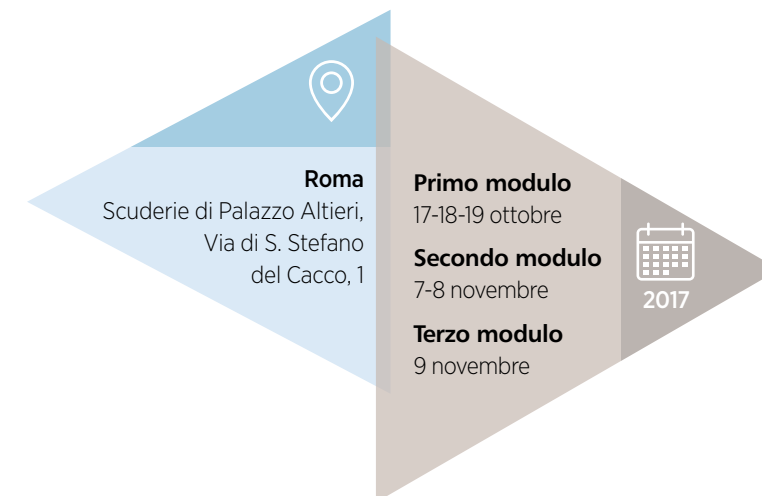 Roma
Scuderie di Palazzo Altieri,
Via di S. Stefano
del Cacco, 1
Primo modulo
17-18-19 ottobre
Secondo modulo
7-8 novembre
Terzo modulo
9 novembre
2017